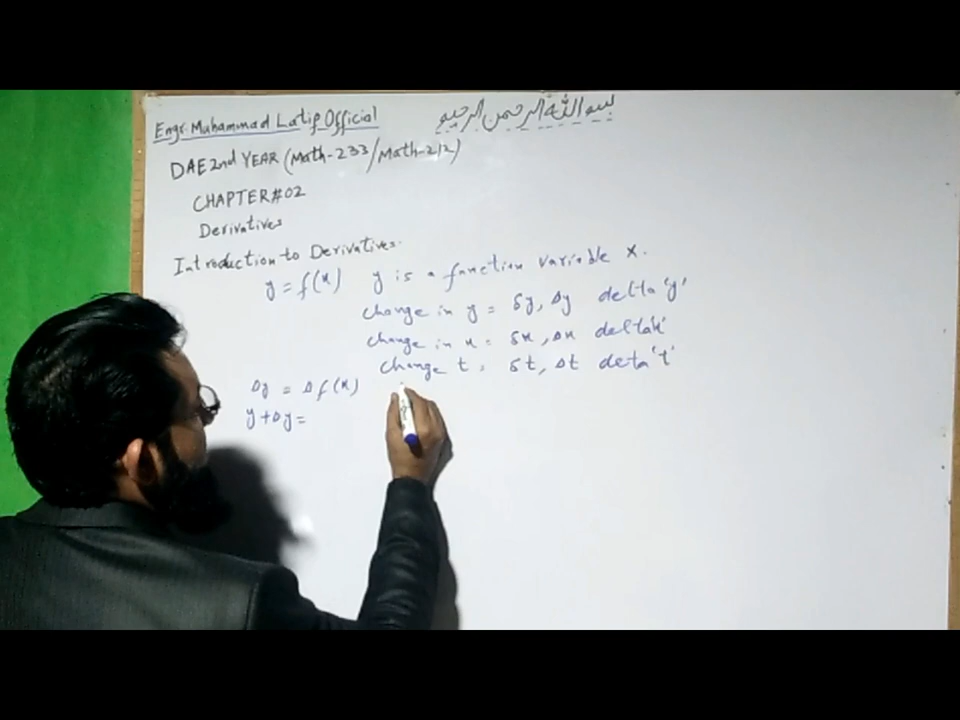 Engr. Muhammad Latif Official
بسم الله الرحمن الرحيم
DAE 2nd YEAR (Math-233/Math-212)
CHAPTER#02
Derivatives
Introduction to Derivatives.
y = f(x) y is a function variable x.
change in y = δy, Δy delta 'y'
change in x = δx, Δx delta 'x'
change t = δt, Δt delta 't'
Δy = Δf(x)
y + Δy =